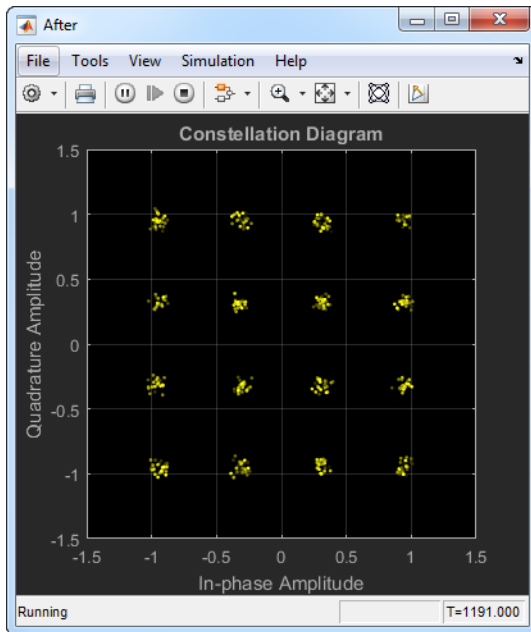 After
File Tools View Simulation Help
Constellation Diagram
1.5
1
0.5
0
-0.5
-1
-1.5
Quadrature Amplitude
-1.5 -1 -0.5 0 0.5 1 1.5
In-phase Amplitude
Running T=1191.000